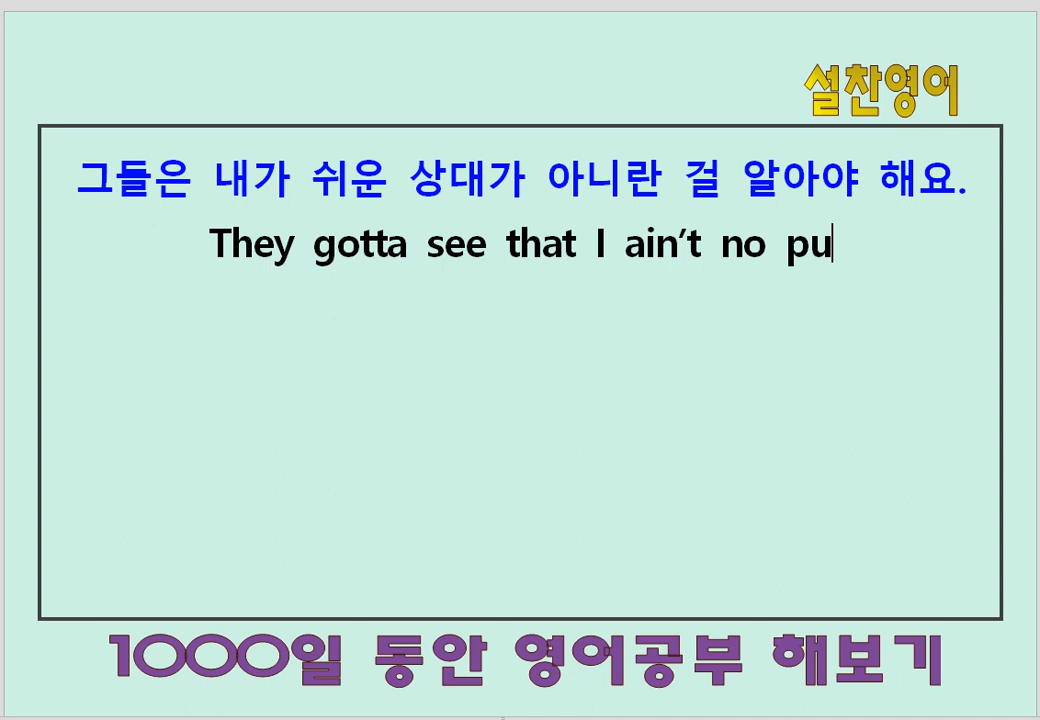 설찬영어
그들은 내가 쉬운 상대가 아니란 걸 알아야 해요.
They gotta see that I ain't no pu
1000일 동안 영어공부 해보기